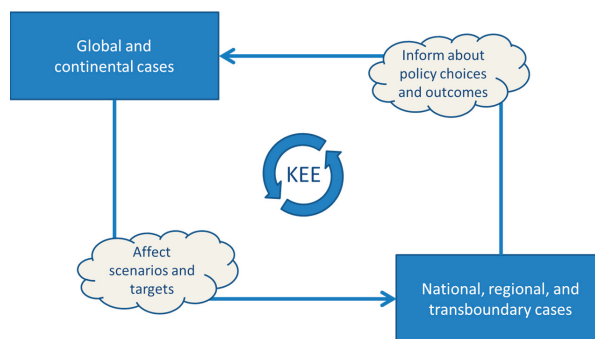 Global and
continental cases
Inform about
policy choices
and outcomes
KEE
Affect
scenarios and
targets
National, regional, and
transboundary cases